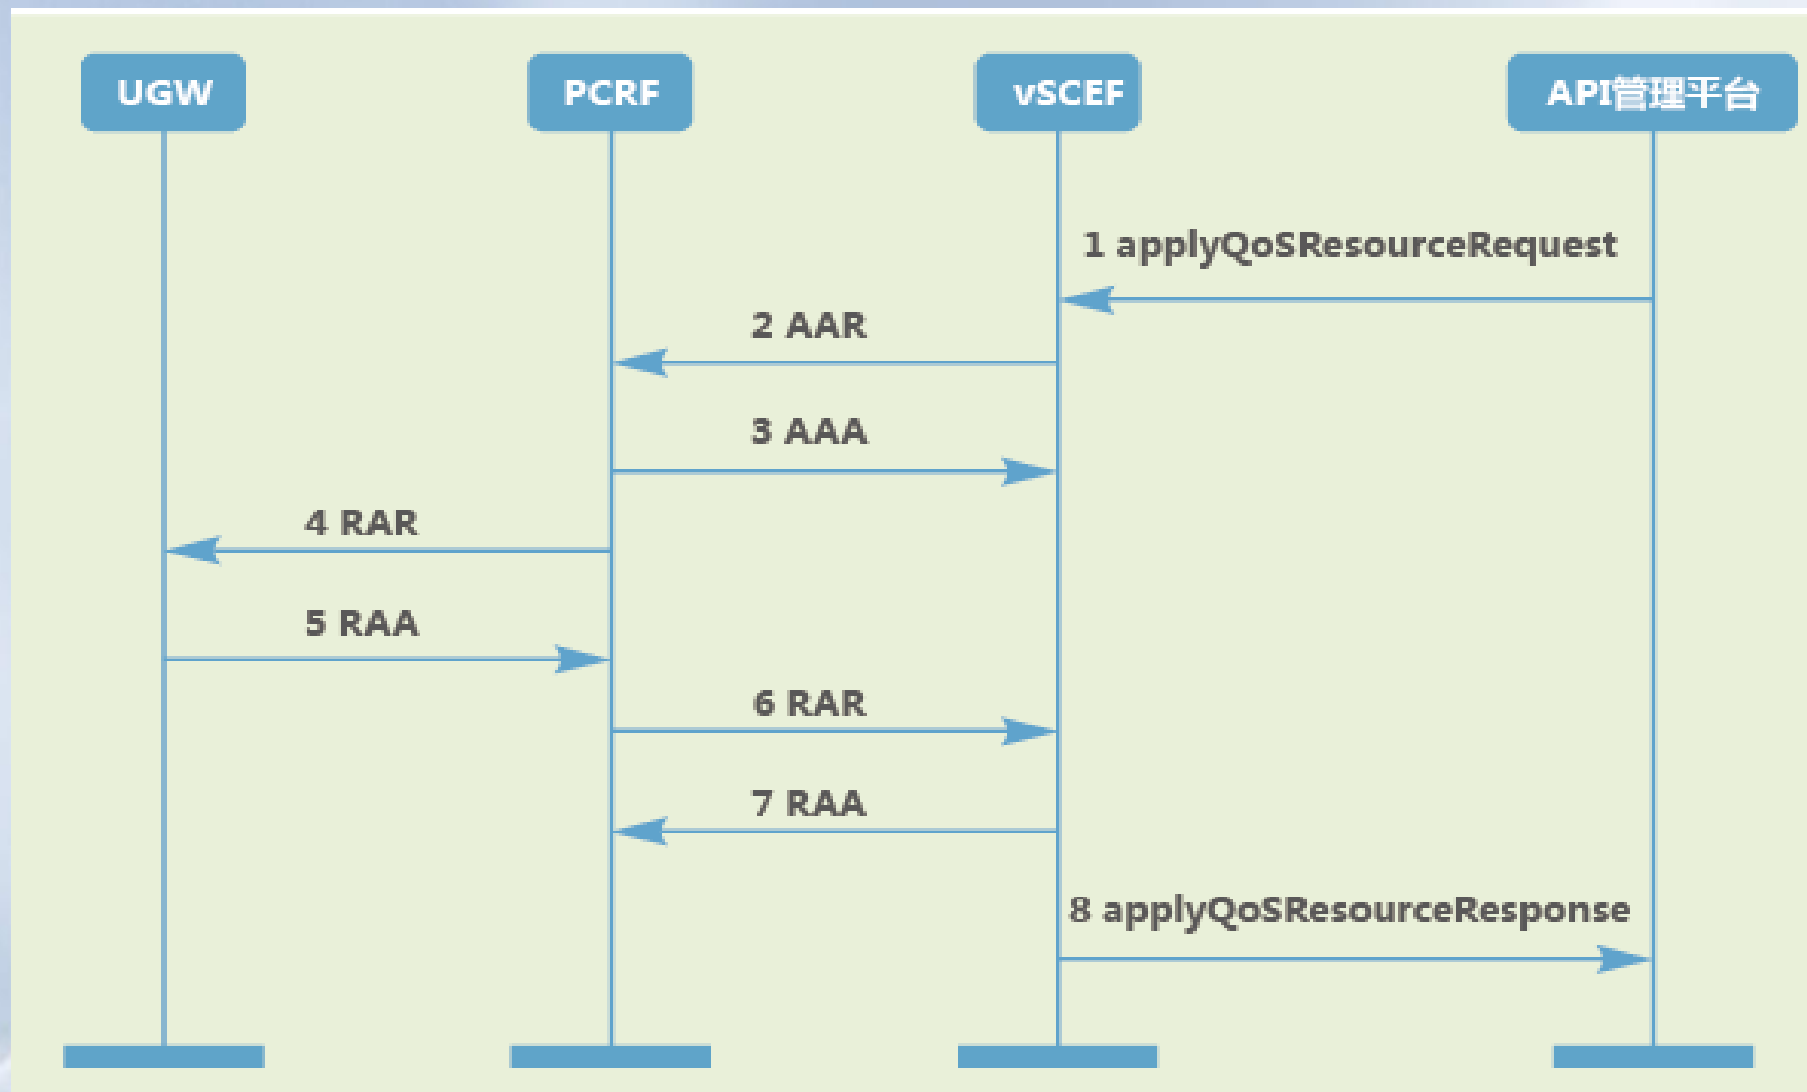 UGW
PCRF
vSCEF
API管理平台
1 applyQoSResourceRequest
2 AAR
3 AAA
4 RAR
5 RAA
6 RAR
7 RAA
8 applyQoSResourceResponse